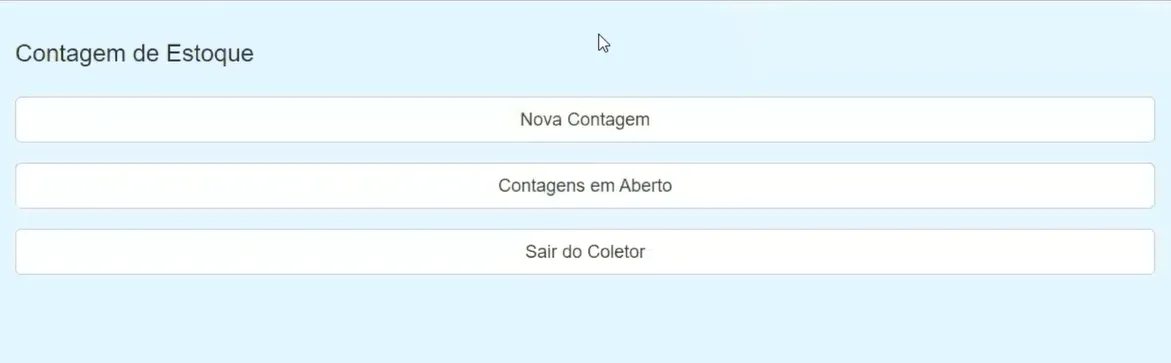 Contagem de Estoque
Nova Contagem
Contagens em Aberto
Sair do Coletor